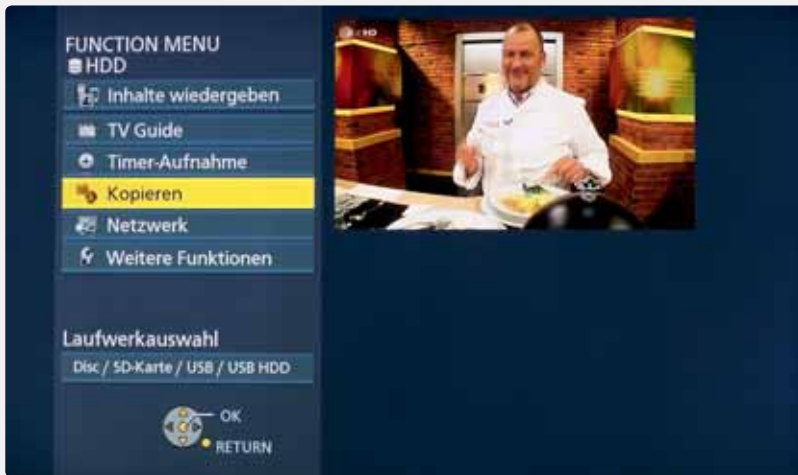 FUNCTION MENU
HDD
Inhalte wiedergeben
TV Guide
Timer-Aufnahme
Kopieren
Netzwerk
Weitere Funktionen
Laufwerkauswahl
Disc / SD-Karte / USB / USB HDD
OK
RETURN
HD